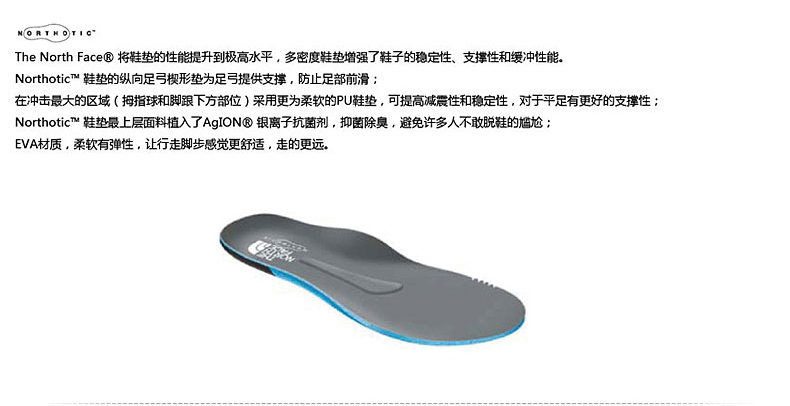 NORTHOTIC™
The North Face® 将鞋垫的性能提升到极高水平，多密度鞋垫增强了鞋子的稳定性、支撑性和缓冲性能。
Northotic™ 鞋垫的纵向足弓楔形垫为足弓提供支撑，防止足部前滑；
在冲击最大的区域（拇指球和脚跟下方部位）采用更为柔软的PU鞋垫，可提高减震性和稳定性，对于平足有更好的支撑性；
Northotic™ 鞋垫最上层面料植入了AgION® 银离子抗菌剂，抑菌除臭，避免许多人不敢脱鞋的尴尬；
EVA材质，柔软有弹性，让行走脚步感觉更舒适，走的更远。
NORTHOTIC
THE
NORTH
FACE